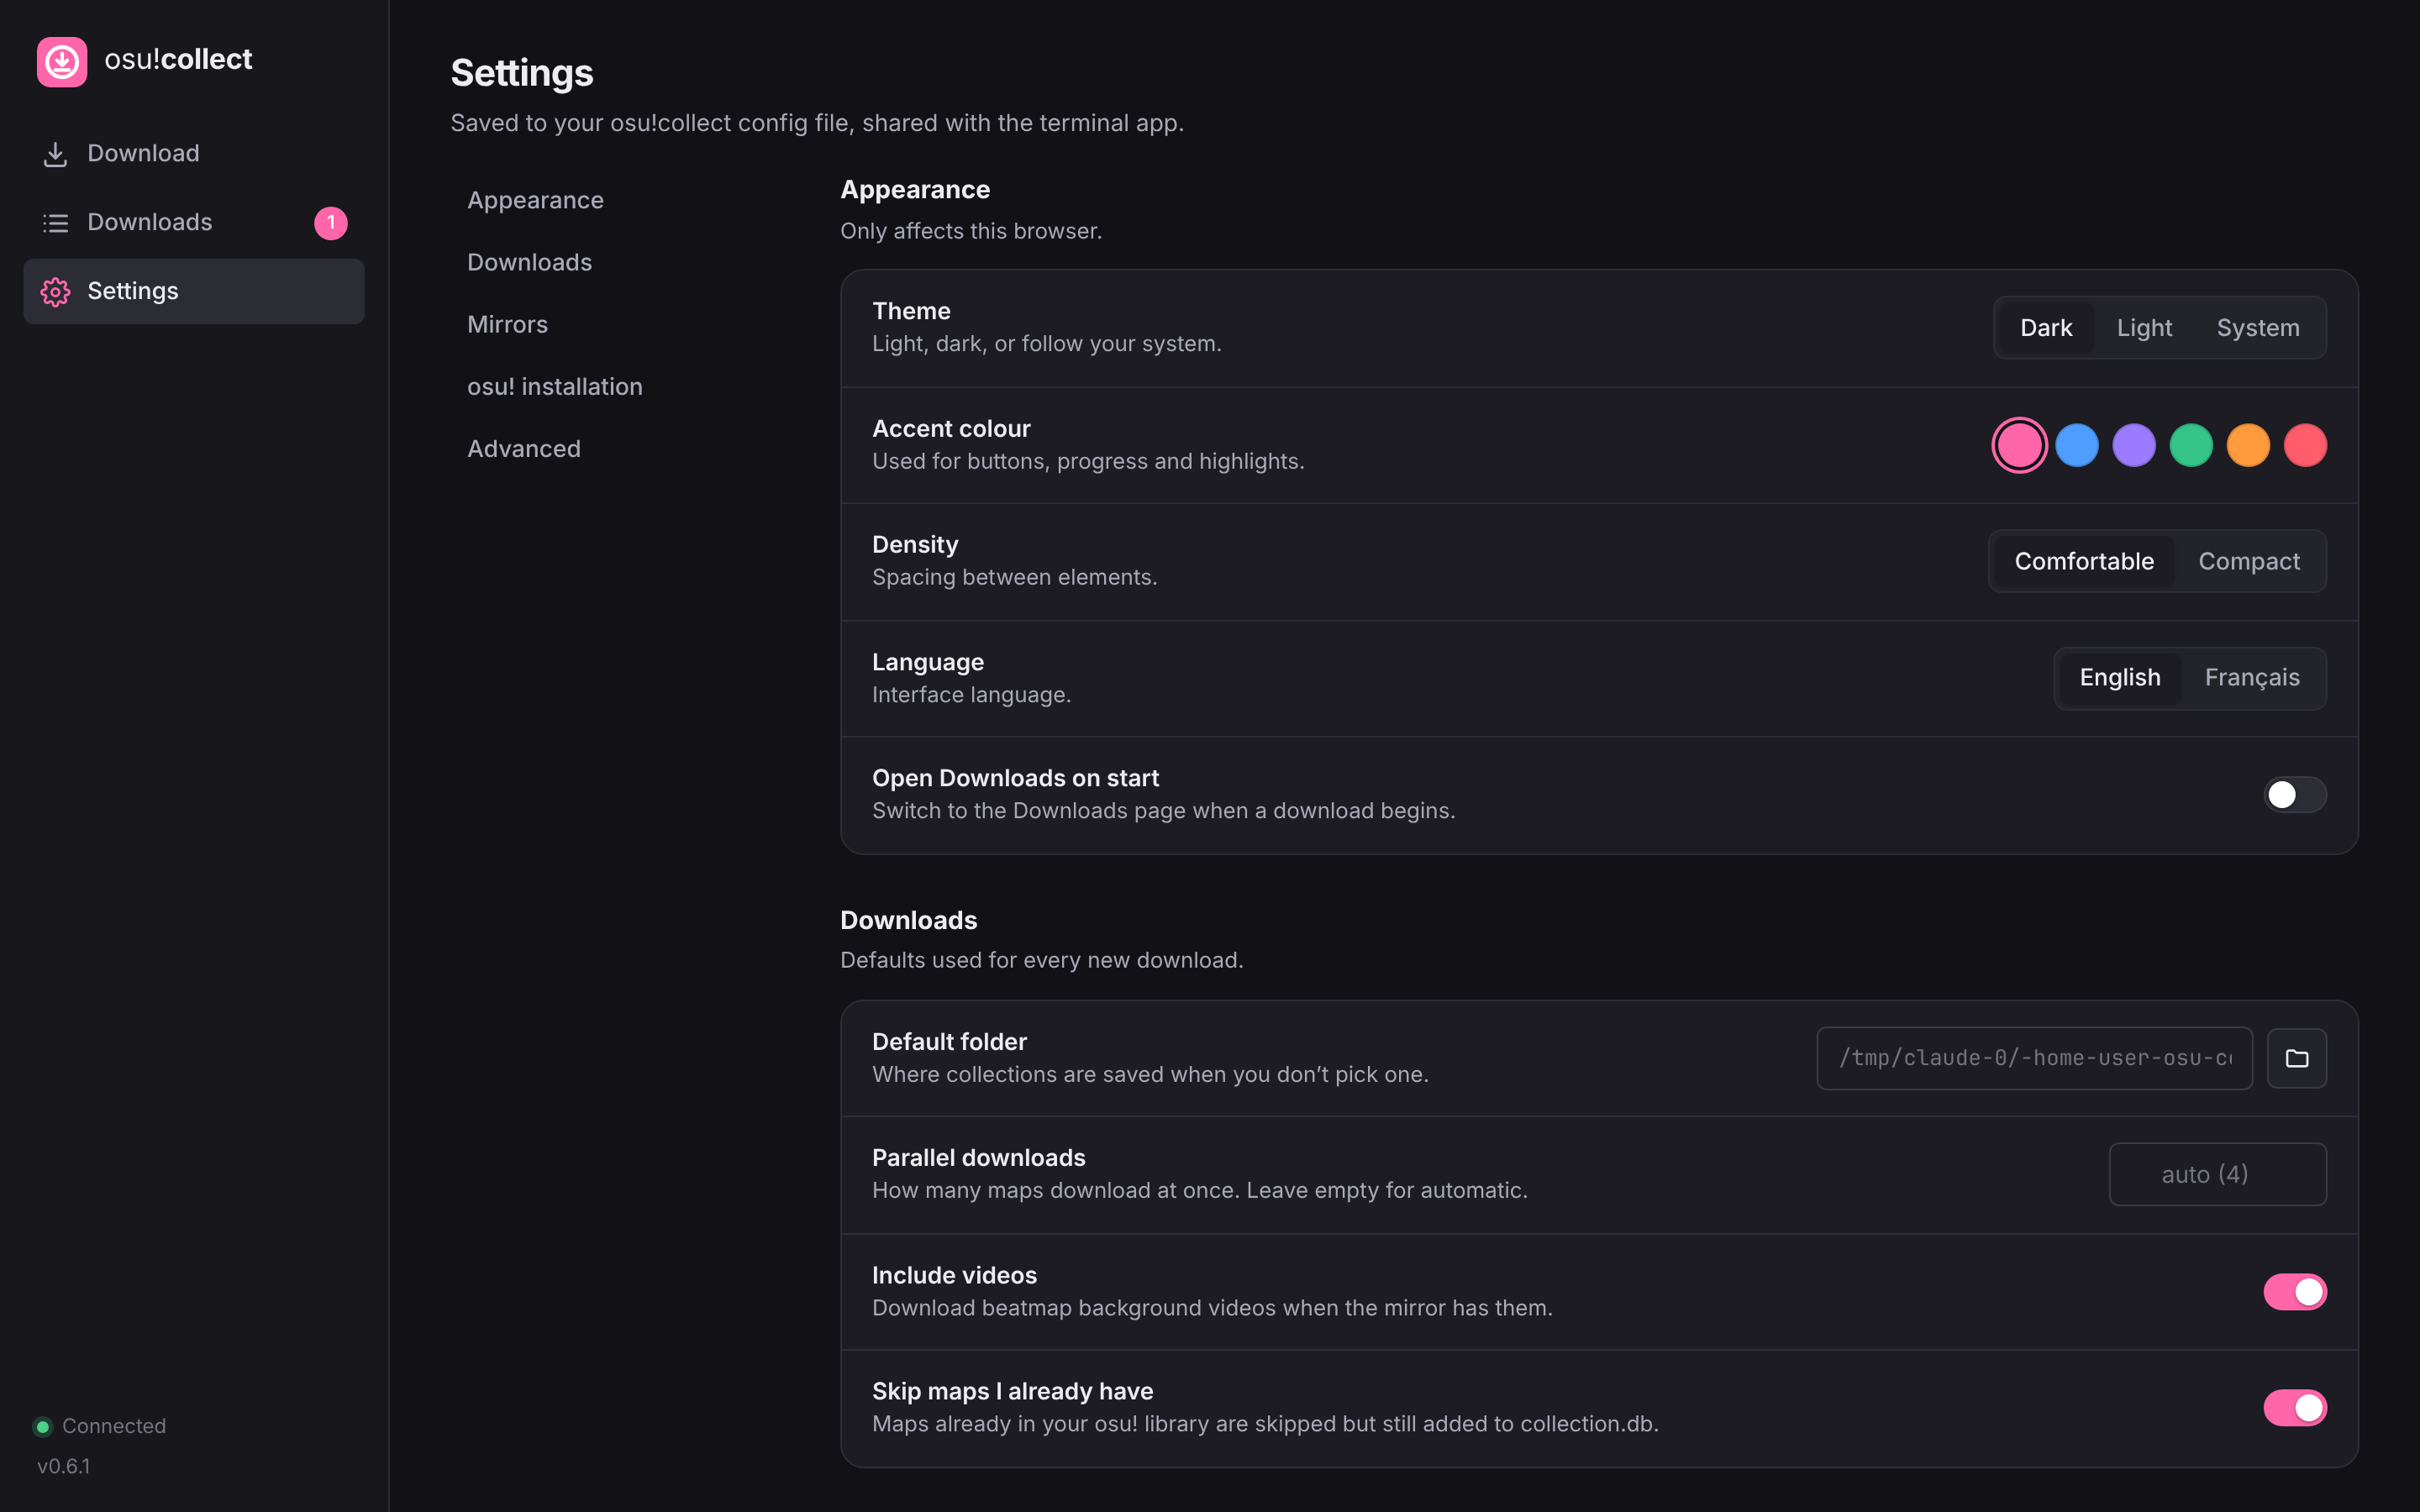 osu!collect
Download
Downloads
1
Settings
Connected
v0.6.1
Settings
Saved to your osu!collect config file, shared with the terminal app.
Appearance
Downloads
Mirrors
osu! installation
Advanced
Appearance
Only affects this browser.
Theme
Light, dark, or follow your system.
Dark
Light
System
Accent colour
Used for buttons, progress and highlights.
Density
Spacing between elements.
Comfortable
Compact
Language
Interface language.
English
Français
Open Downloads on start
Switch to the Downloads page when a download begins.
Downloads
Defaults used for every new download.
Default folder
Where collections are saved when you don’t pick one.
/tmp/claude-0/-home-user-osu-c
Parallel downloads
How many maps download at once. Leave empty for automatic.
auto (4)
Include videos
Download beatmap background videos when the mirror has them.
Skip maps I already have
Maps already in your osu! library are skipped but still added to collection.db.